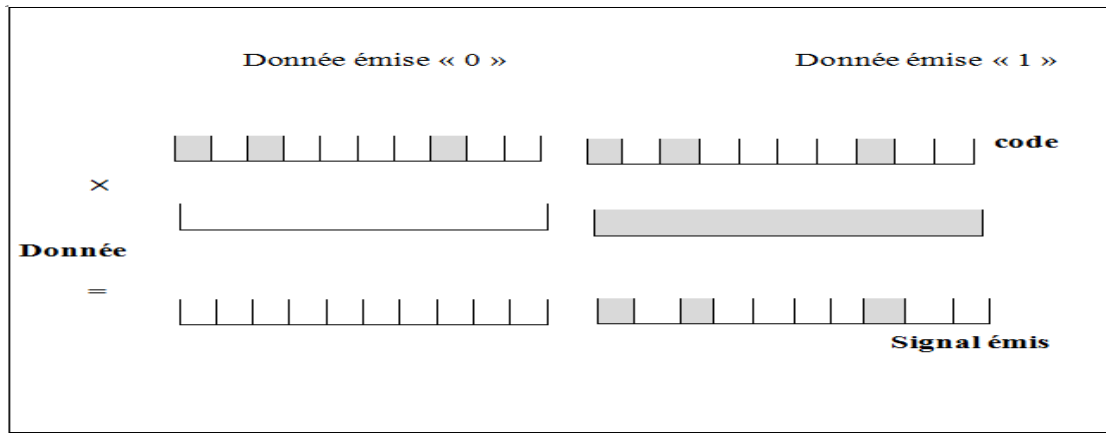 Donnée émise « 0 »
Donnée émise « 1 »
code
×
Donnée
=
Signal émis